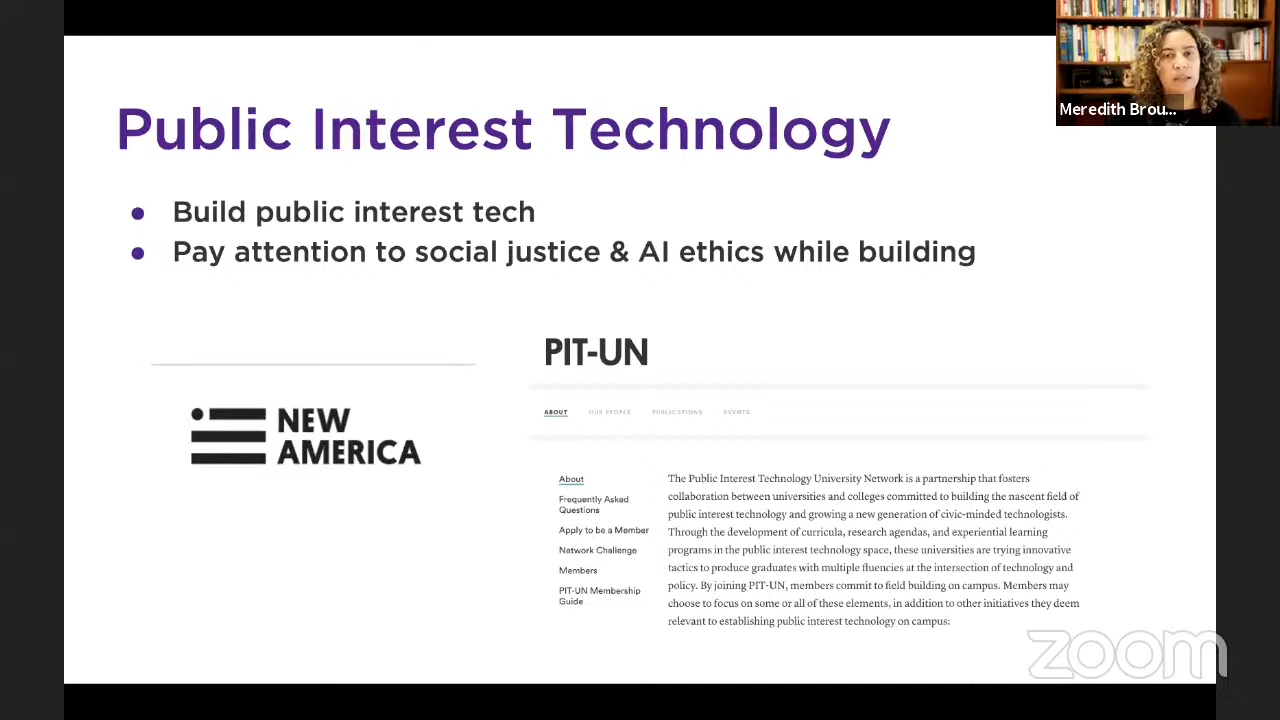 Public Interest Technology
Meredith Brou...
● Build public interest tech
● Pay attention to social justice & AI ethics while building
NEW
AMERICA
PIT-UN
ABOUT OUR PEOPLE PUBLICATIONS EVENTS
About
Frequently Asked
Questions
Apply to be a Member
Network Challenge
Members
PIT-UN Membership
Guide
The Public Interest Technology University Network is a partnership that fosters
collaboration between universities and colleges committed to building the nascent field of
public interest technology and growing a new generation of civic-minded technologists.
Through the development of curricula, research agendas, and experiential learning
programs in the public interest technology space, these universities are trying innovative
tactics to produce graduates with multiple fluencies at the intersection of technology and
policy. By joining PIT-UN, members commit to field building on campus. Members may
choose to focus on some or all of these elements, in addition to other initiatives they deem
relevant to establishing public interest technology on campus:
zoom